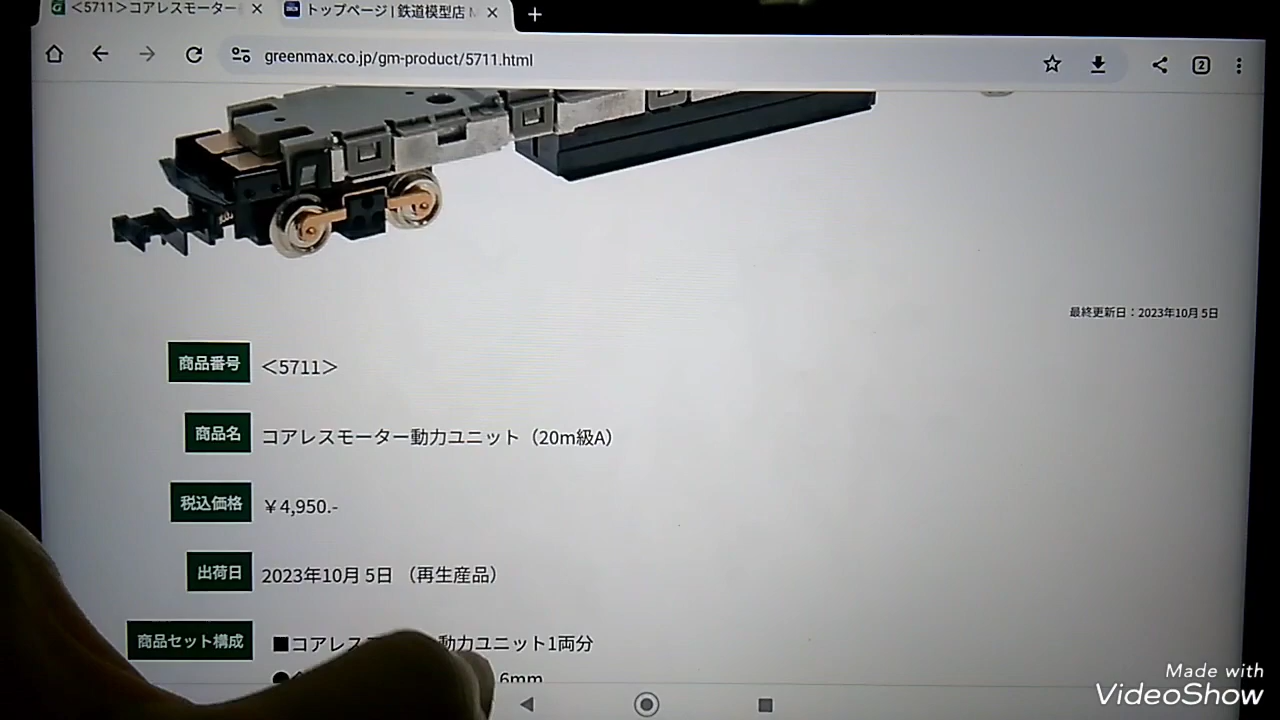 ＜5711＞コアレスモーター
トップページ | 鉄道模型店
greenmax.co.jp/gm-product/5711.html
2
最終更新日：2023年10月 5日
商品番号 ＜5711＞
商品名 コアレスモーター動力ユニット（20m級A）
税込価格 ￥4,950.-
出荷日 2023年10月 5日 （再生産品）
商品セット構成 ■コアレス 動力ユニット1両分
6mm
Made with
VideoShow